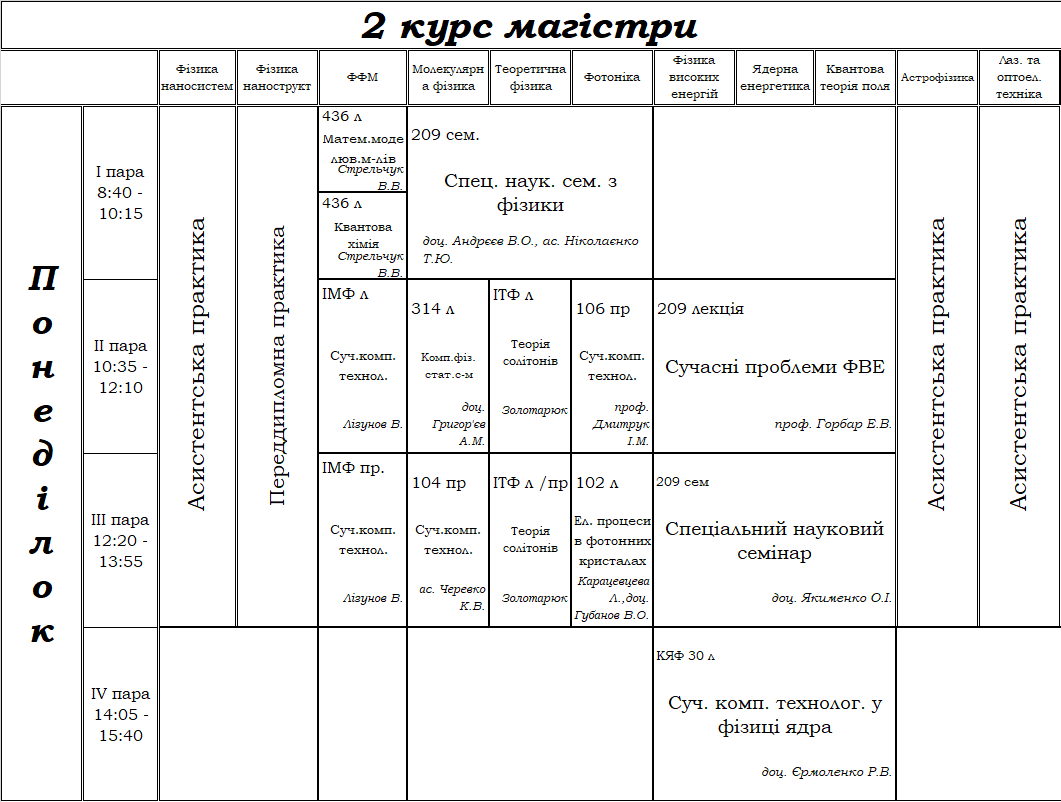 2 курс магістри
Фізика
наносистем
Фізика
нанострукт
ФФМ
Молекулярн
а фізика
Теоретична
фізика
Фотоніка
Фізика
високих
енергій
Ядерна
енергетика
Квантова
теорія поля
Астрофізика
Лаз. та
оптоел.
техніка
Понеділок
І пара
8:40 -
10:15
Асистентська практика
Переддипломна практика
436 л
Матем.моде
люв.м-лів
Стрельчук
В.В.
436 л
Квантова
хімія
Стрельчук
В.В.
209 сем.
Спец. наук. сем. з
фізики
доц. Андрєєв В.О., ас. Ніколаєнко
Т.Ю.
Асистентська практика
Асистентська практика
ІІ пара
10:35 -
12:10
ІМФ л
Суч.комп.
технол.
Лізунов В.
314 л
Комп.фіз.
стат.с-м
доц.
Григор'єв
А.М.
ІТФ л
Теорія
солітонів
Золотарюк
106 пр
Суч.комп.
технол.
проф.
Дмитрук
І.М.
209 лекція
Сучасні проблеми ФВЕ
проф. Горбар Е.В.
ІІІ пара
12:20 -
13:55
ІМФ пр.
Суч.комп.
технол.
Лізунов В.
104 пр
Суч.комп.
технол.
ас. Черевко
К.В.
ІТФ л /пр
Теорія
солітонів
Золотарюк
102 л
Ел. процеси
в фотонних
кристалах
Карацевцева
Л.,доц.
Губанов В.О.
209 сем
Спеціальний науковий
семінар
доц. Якименко О.І.
IV пара
14:05 -
15:40
КЯФ 30 л
Суч. комп. технолог. у
фізиці ядра
доц. Єрмоленко Р.В.